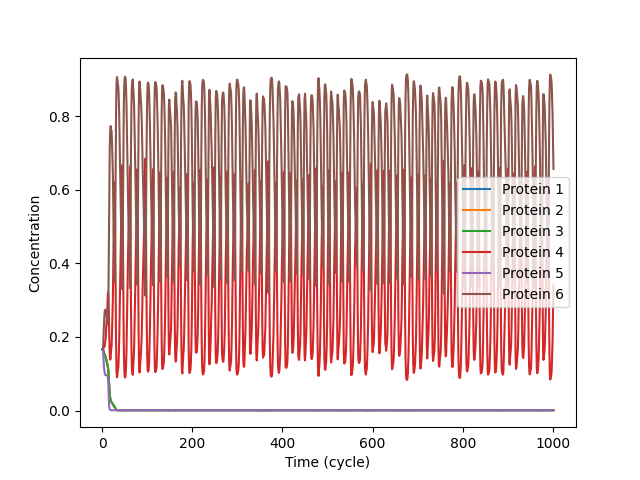 0.8
0.6
0.4
0.2
0.0
Concentration
0
200
400
600
800
1000
Time (cycle)
Protein 1
Protein 2
Protein 3
Protein 4
Protein 5
Protein 6